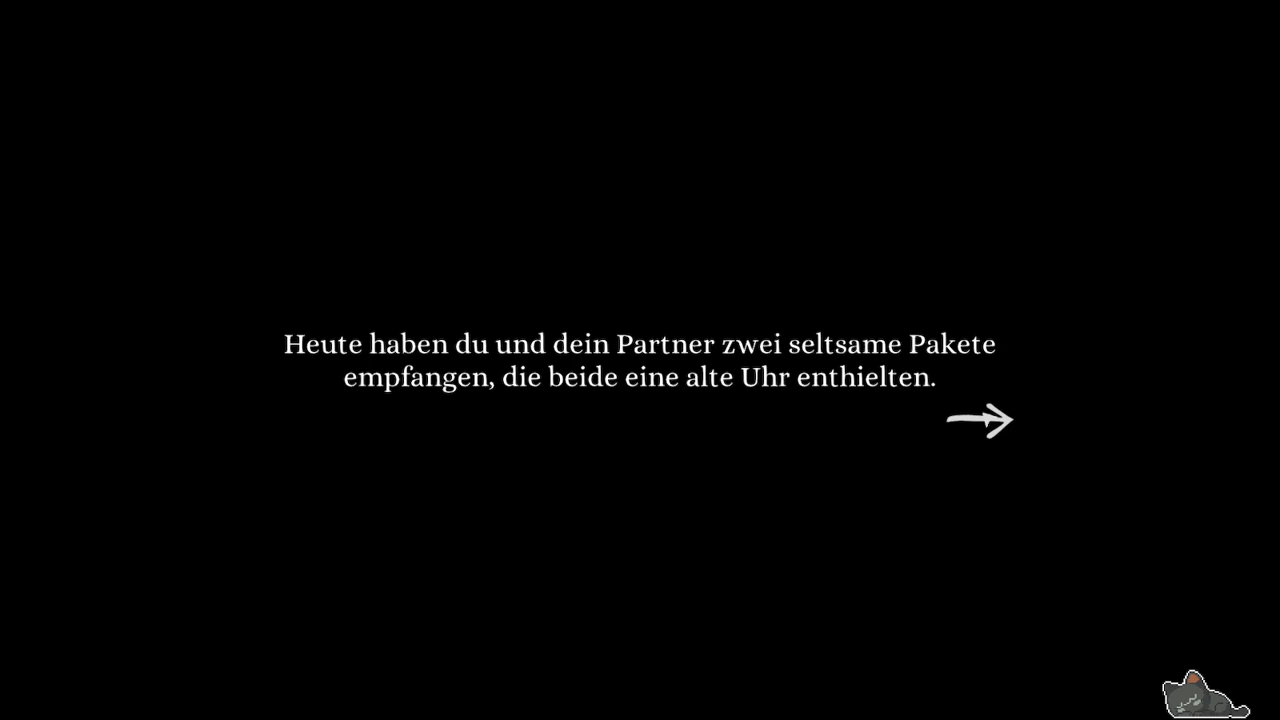 Heute haben du und dein Partner zwei seltsame Pakete
empfangen, die beide eine alte Uhr enthielten.